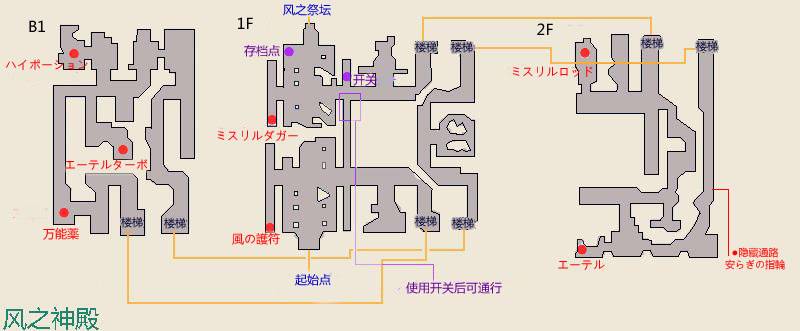 B1
ハイポーション
エーテルターボ
万能薬
楼梯
楼梯
1F
风之祭坛
存档点
开关
楼梯
楼梯
ミスリルダガー
風の護符
楼梯
楼梯
起始点
使用开关后可通行
2F
楼梯
楼梯
ミスリルロッド
エーテル
●隐藏通路
安らぎの指輪
风之神殿